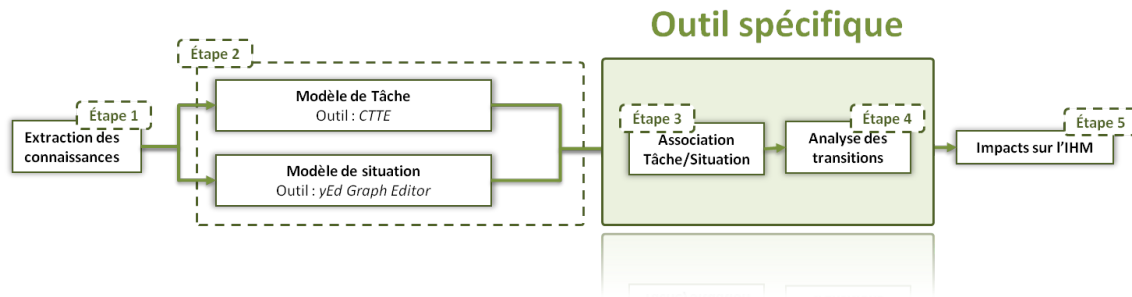 Outil spécifique
Étape 1
Extraction des
connaissances
Étape 2
Modèle de Tâche
Outil : CTTE
Modèle de situation
Outil : yEd Graph Editor
Étape 3
Association
Tâche/Situation
Étape 4
Analyse des
transitions
Étape 5
Impacts sur l'IHM